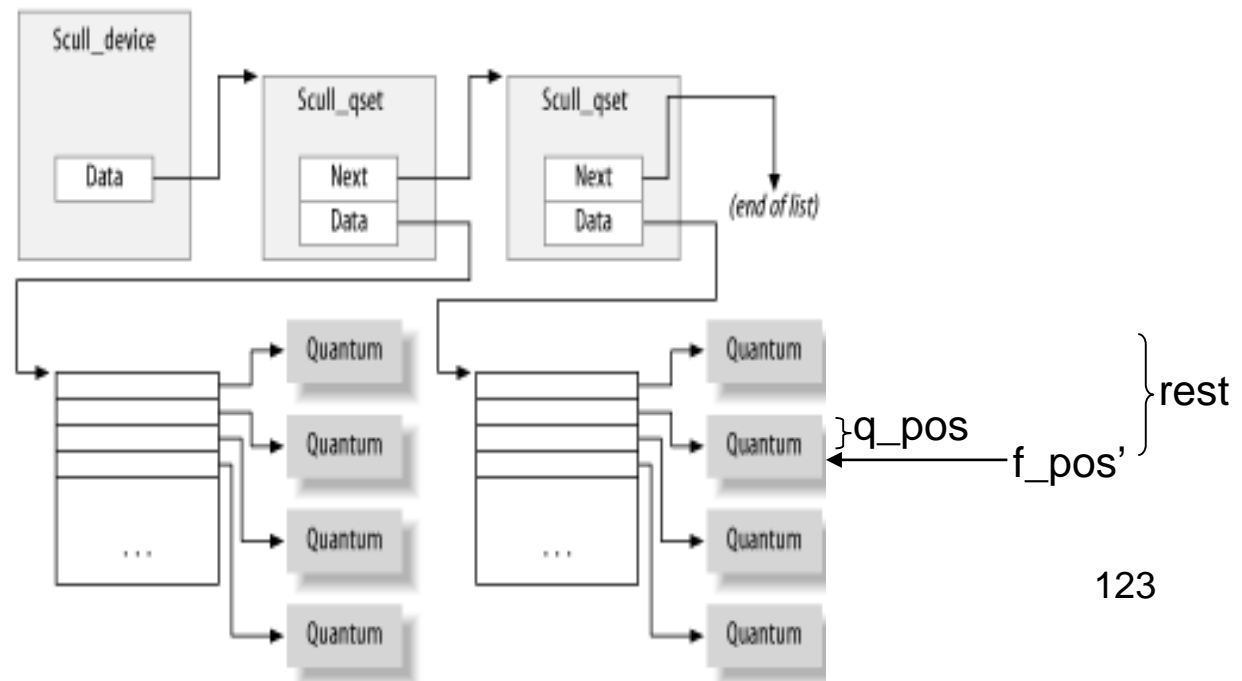 Scull_device
Data
Scull_qset
Next
Data
Scull_qset
Next
Data
(end of list)
Quantum
Quantum
Quantum
Quantum
. . .
Quantum
Quantum
Quantum
Quantum
. . .
rest
q_pos
f_pos’
123